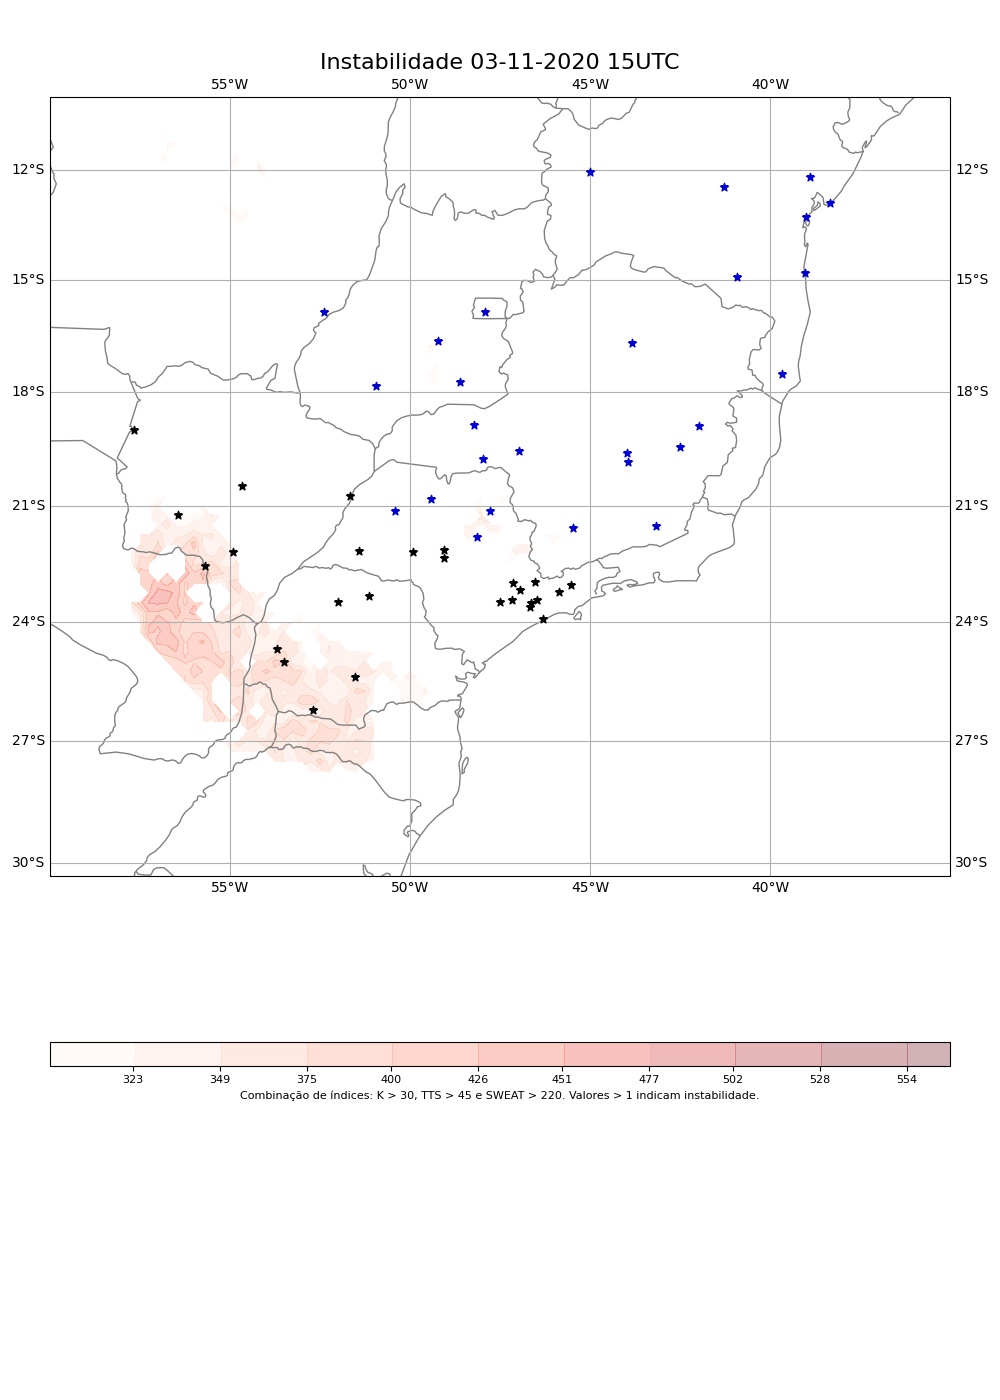 Instabilidade 03-11-2020 15UTC
55°W 50°W 45°W 40°W
12°S 12°S
15°S 15°S
18°S 18°S
21°S 21°S
24°S 24°S
27°S 27°S
30°S 30°S
55°W 50°W 45°W 40°W
323 349 375 400 426 451 477 502 528 554
Combinação de índices: K > 30, TTS > 45 e SWEAT > 220. Valores > 1 indicam instabilidade.